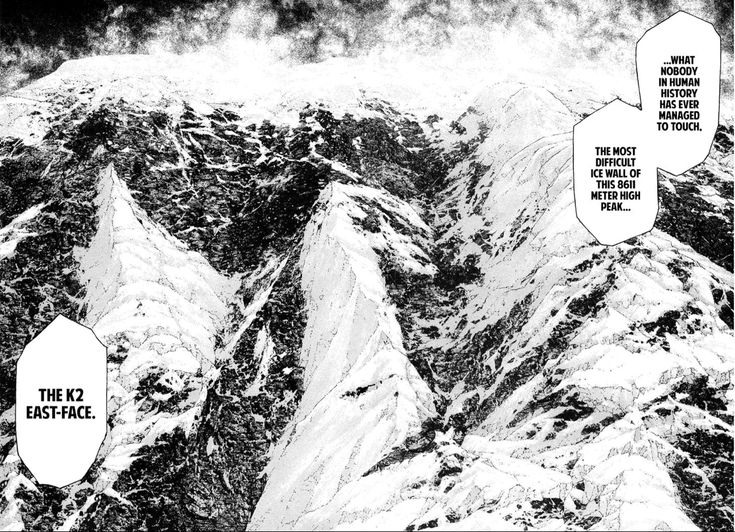 ...WHAT
NOBODY
IN HUMAN
HISTORY
HAS EVER
MANAGED
TO TOUCH.
THE MOST
DIFFICULT
ICE WALL OF
THIS 8611
METER HIGH
PEAK...
THE K2
EAST-FACE.